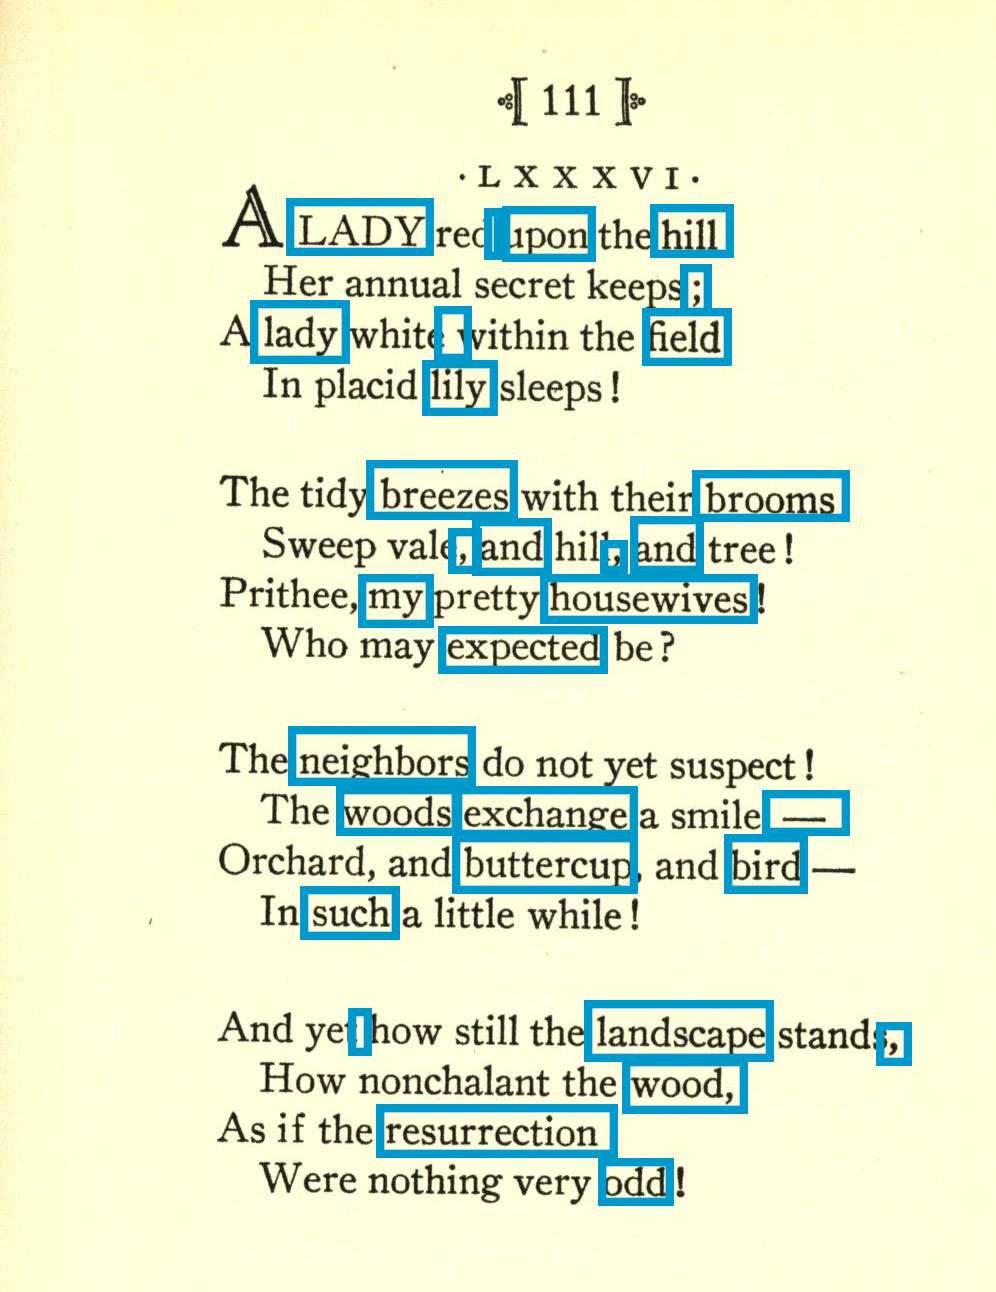 [ 111 ]
· L X X X V I ·
A LADY red upon the hill
Her annual secret keeps ;
A lady white within the field
In placid lily sleeps !
The tidy breezes with their brooms
Sweep vale, and hill, and tree !
Prithee, my pretty housewives !
Who may expected be ?
The neighbors do not yet suspect !
The woods exchange a smile —
Orchard, and buttercup, and bird —
In such a little while !
And yet how still the landscape stands,
How nonchalant the wood,
As if the resurrection
Were nothing very odd !